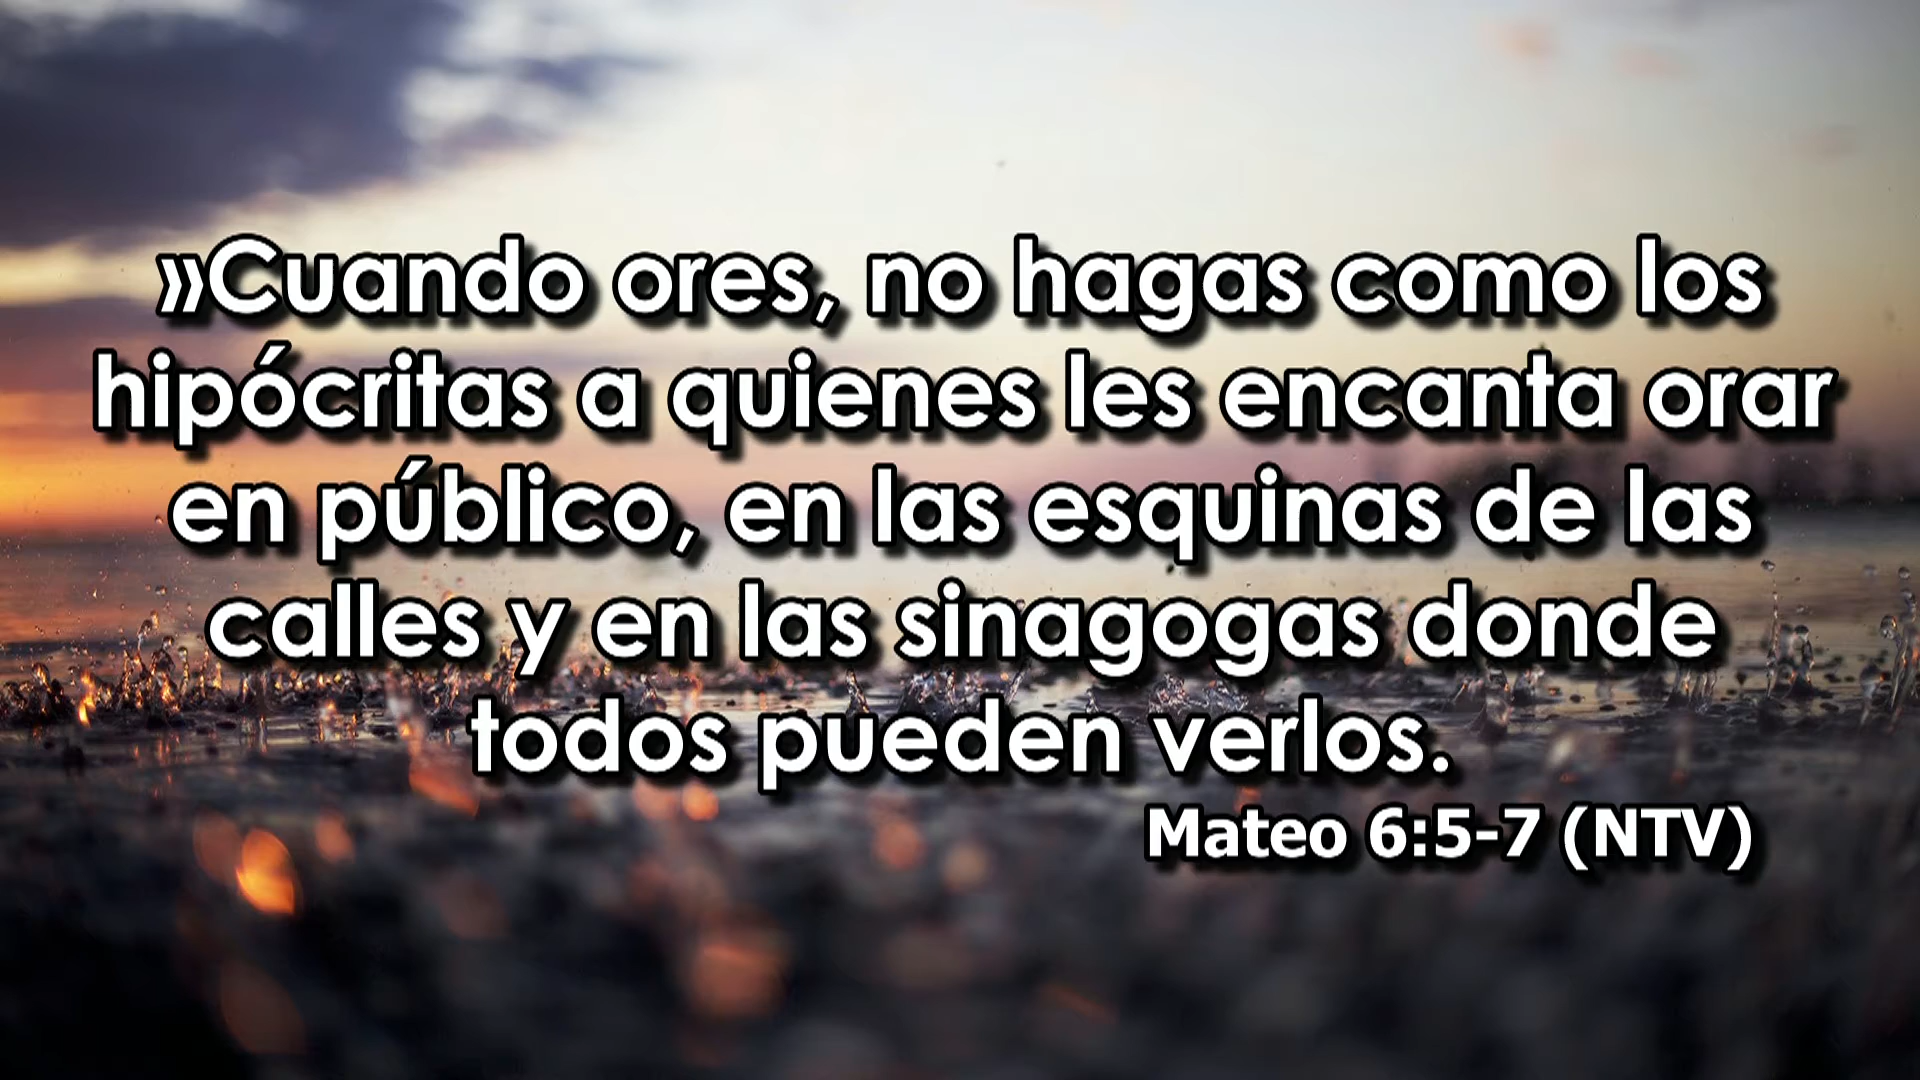 »Cuando ores, no hagas como los
hipócritas a quienes les encanta orar
en público, en las esquinas de las
calles y en las sinagogas donde
todos pueden verlos.
Mateo 6:5-7 (NTV)